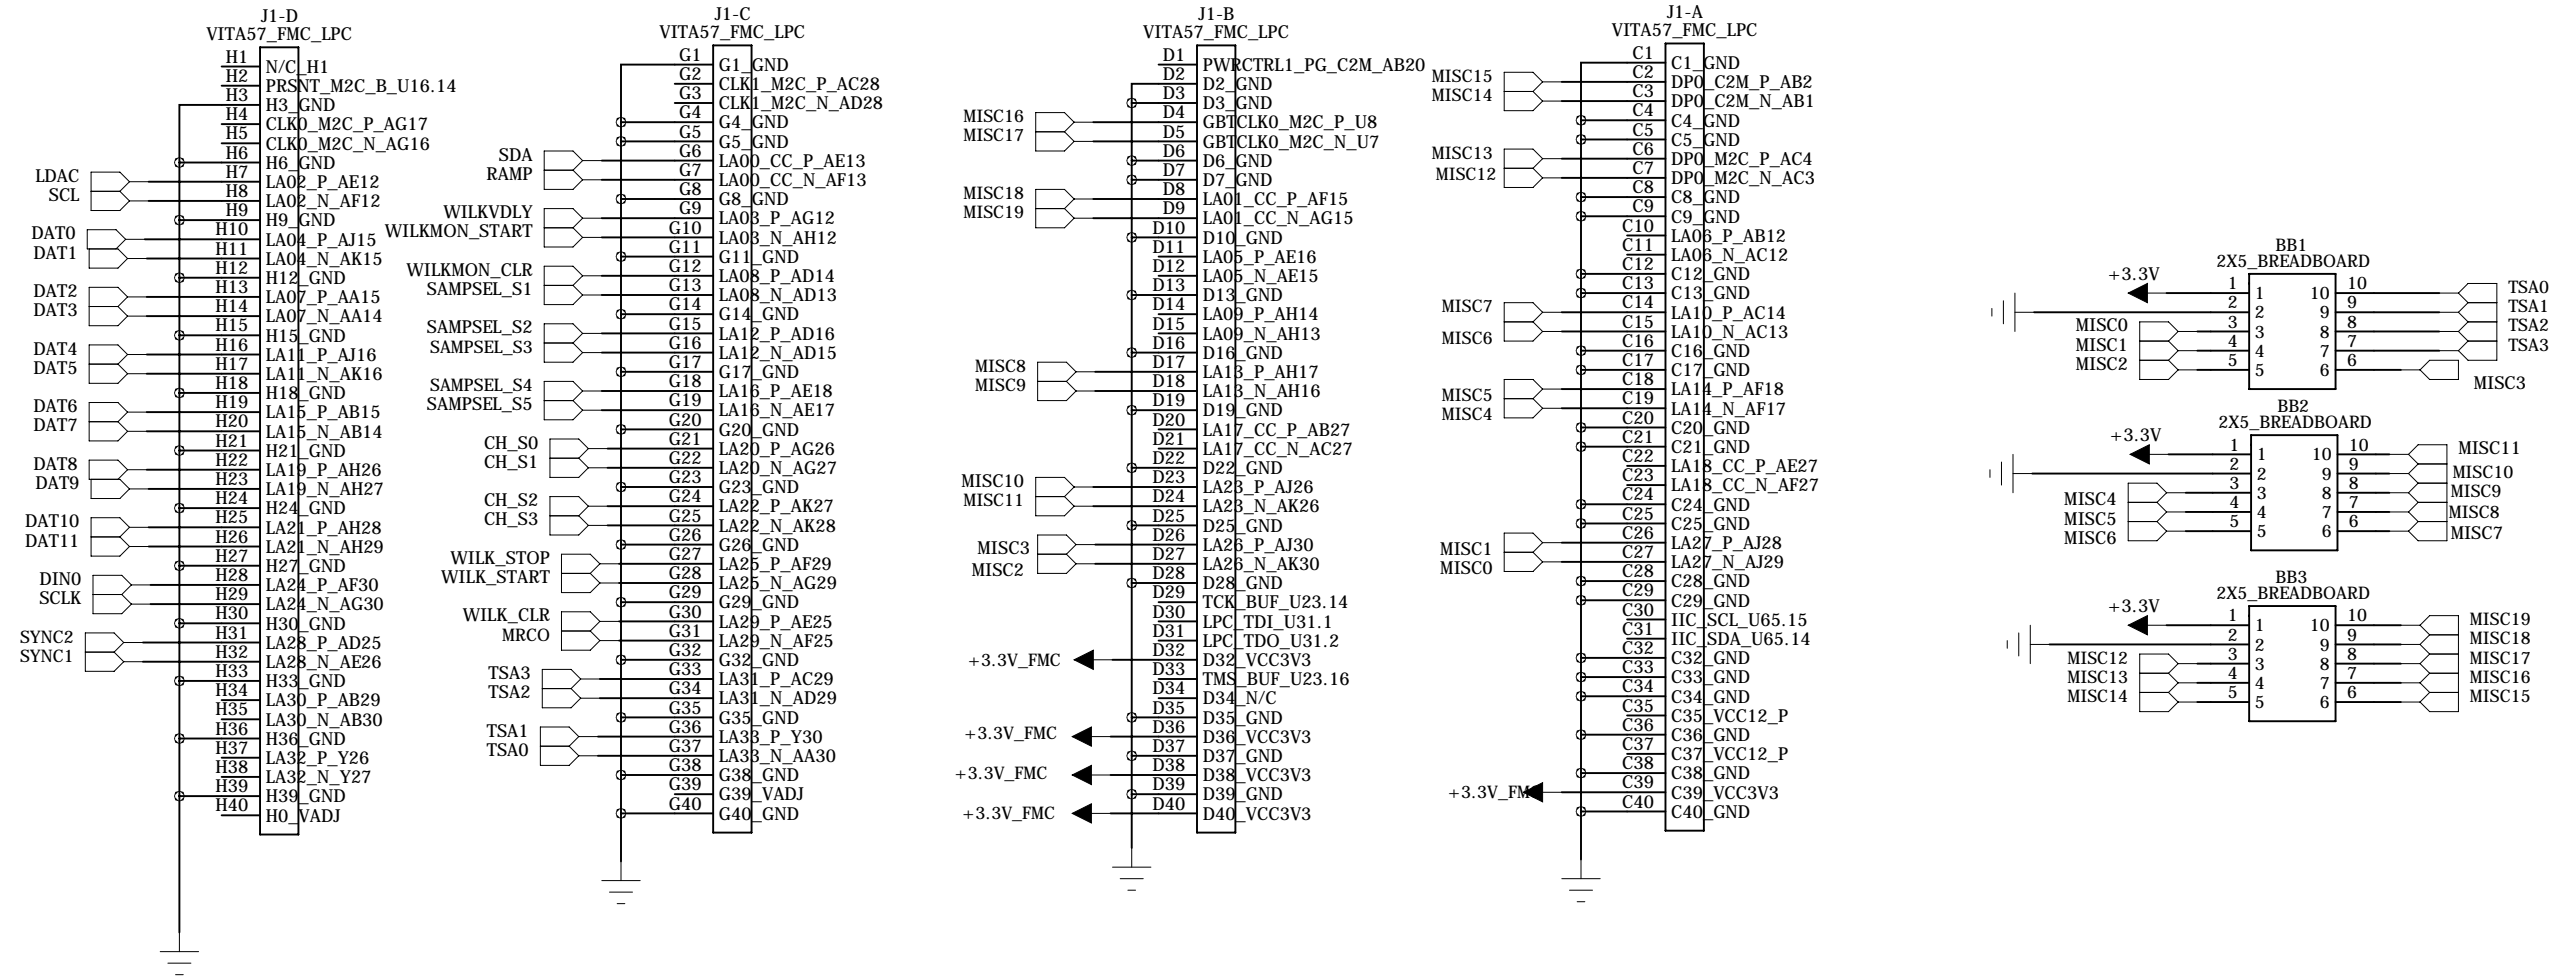 J1-D
VITA57_FMC_LPC
H1 N/C_H1
H2 PRSNT_M2C_B_U16.14
H3 H3_GND
H4 CLK0_M2C_P_AG17
H5 CLK0_M2C_N_AG16
H6 H6_GND
LDAC H7 LA02_P_AE12
SCL H8 LA02_N_AF12
H9 H9_GND
DAT0 H10 LA04_P_AJ15
DAT1 H11 LA04_N_AK15
H12 H12_GND
DAT2 H13 LA07_P_AA15
DAT3 H14 LA07_N_AA14
H15 H15_GND
DAT4 H16 LA11_P_AJ16
DAT5 H17 LA11_N_AK16
H18 H18_GND
DAT6 H19 LA15_P_AB15
DAT7 H20 LA15_N_AB14
H21 H21_GND
DAT8 H22 LA19_P_AH26
DAT9 H23 LA19_N_AH27
H24 H24_GND
DAT10 H25 LA21_P_AH28
DAT11 H26 LA21_N_AH29
H27 H27_GND
DIN0 H28 LA24_P_AF30
SCLK H29 LA24_N_AG30
H30 H30_GND
SYNC2 H31 LA28_P_AD25
SYNC1 H32 LA28_N_AE26
H33 H33_GND
H34 LA30_P_AB29
H35 LA30_N_AB30
H36 H36_GND
H37 LA32_P_Y26
H38 LA32_N_Y27
H39 H39_GND
H40 H0_VADJ
J1-C
VITA57_FMC_LPC
G1 G1_GND
G2 CLK1_M2C_P_AC28
G3 CLK1_M2C_N_AD28
G4 G4_GND
G5 G5_GND
SDA G6 LA00_CC_P_AE13
RAMP G7 LA00_CC_N_AF13
G8 G8_GND
WILKVDLY G9 LA03_P_AG12
WILKMON_START G10 LA03_N_AH12
G11 G11_GND
WILKMON_CLR G12 LA08_P_AD14
SAMPSEL_S1 G13 LA08_N_AD13
G14 G14_GND
SAMPSEL_S2 G15 LA12_P_AD16
SAMPSEL_S3 G16 LA12_N_AD15
G17 G17_GND
SAMPSEL_S4 G18 LA16_P_AE18
SAMPSEL_S5 G19 LA16_N_AE17
G20 G20_GND
CH_S0 G21 LA20_P_AG26
CH_S1 G22 LA20_N_AG27
G23 G23_GND
CH_S2 G24 LA22_P_AK27
CH_S3 G25 LA22_N_AK28
G26 G26_GND
WILK_STOP G27 LA25_P_AF29
WILK_START G28 LA25_N_AG29
G29 G29_GND
WILK_CLR G30 LA29_P_AE25
MRCO G31 LA29_N_AF25
G32 G32_GND
TSA3 G33 LA31_P_AC29
TSA2 G34 LA31_N_AD29
G35 G35_GND
TSA1 G36 LA33_P_Y30
TSA0 G37 LA33_N_AA30
G38 G38_GND
G39 G39_VADJ
G40 G40_GND
J1-B
VITA57_FMC_LPC
D1 PWRCTRL1_PG_C2M_AB20
D2 D2_GND
D3 D3_GND
MISC16 D4 GBTCLK0_M2C_P_U8
MISC17 D5 GBTCLK0_M2C_N_U7
D6 D6_GND
D7 D7_GND
MISC18 D8 LA01_CC_P_AF15
MISC19 D9 LA01_CC_N_AG15
D10 D10_GND
D11 LA05_P_AE16
D12 LA05_N_AE15
D13 D13_GND
D14 LA09_P_AH14
D15 LA09_N_AH13
D16 D16_GND
MISC8 D17 LA13_P_AH17
MISC9 D18 LA13_N_AH16
D19 D19_GND
D20 LA17_CC_P_AB27
D21 LA17_CC_N_AC27
D22 D22_GND
MISC10 D23 LA23_P_AJ26
MISC11 D24 LA23_N_AK26
D25 D25_GND
MISC3 D26 LA26_P_AJ30
MISC2 D27 LA26_N_AK30
D28 D28_GND
D29 TCK_BUF_U23.14
D30 LPC_TDI_U31.1
D31 LPC_TDO_U31.2
+3.3V_FMC D32 D32_VCC3V3
D33 TMS_BUF_U23.16
D34 D34_N/C
D35 D35_GND
+3.3V_FMC D36 D36_VCC3V3
D37 D37_GND
+3.3V_FMC D38 D38_VCC3V3
D39 D39_GND
+3.3V_FMC D40 D40_VCC3V3
J1-A
VITA57_FMC_LPC
C1 C1_GND
MISC15 C2 DP0_C2M_P_AB2
MISC14 C3 DP0_C2M_N_AB1
C4 C4_GND
C5 C5_GND
MISC13 C6 DP0_M2C_P_AC4
MISC12 C7 DP0_M2C_N_AC3
C8 C8_GND
C9 C9_GND
C10 LA06_P_AB12
C11 LA06_N_AC12
C12 C12_GND
C13 C13_GND
MISC7 C14 LA10_P_AC14
MISC6 C15 LA10_N_AC13
C16 C16_GND
C17 C17_GND
MISC5 C18 LA14_P_AF18
MISC4 C19 LA14_N_AF17
C20 C20_GND
C21 C21_GND
C22 LA18_CC_P_AE27
C23 LA18_CC_N_AF27
C24 C24_GND
C25 C25_GND
MISC1 C26 LA27_P_AJ28
MISC0 C27 LA27_N_AJ29
C28 C28_GND
C29 C29_GND
C30 IIC_SCL_U65.15
C31 IIC_SDA_U65.14
C32 C32_GND
C33 C33_GND
C34 C34_GND
C35 C35_VCC12_P
C36 C36_GND
C37 C37_VCC12_P
C38 C38_GND
+3.3V_FM C39 C39_VCC3V3
C40 C40_GND
BB1
2X5_BREADBOARD
+3.3V 1 1 10 10 TSA0
2 2 9 9 TSA1
MISC0 3 3 8 8 TSA2
MISC1 4 4 7 7 TSA3
MISC2 5 5 6 6 MISC3
BB2
2X5_BREADBOARD
+3.3V 1 1 10 10 MISC11
2 2 9 9 MISC10
MISC4 3 3 8 8 MISC9
MISC5 4 4 7 7 MISC8
MISC6 5 5 6 6 MISC7
BB3
2X5_BREADBOARD
+3.3V 1 1 10 10 MISC19
2 2 9 9 MISC18
MISC12 3 3 8 8 MISC17
MISC13 4 4 7 7 MISC16
MISC14 5 5 6 6 MISC15